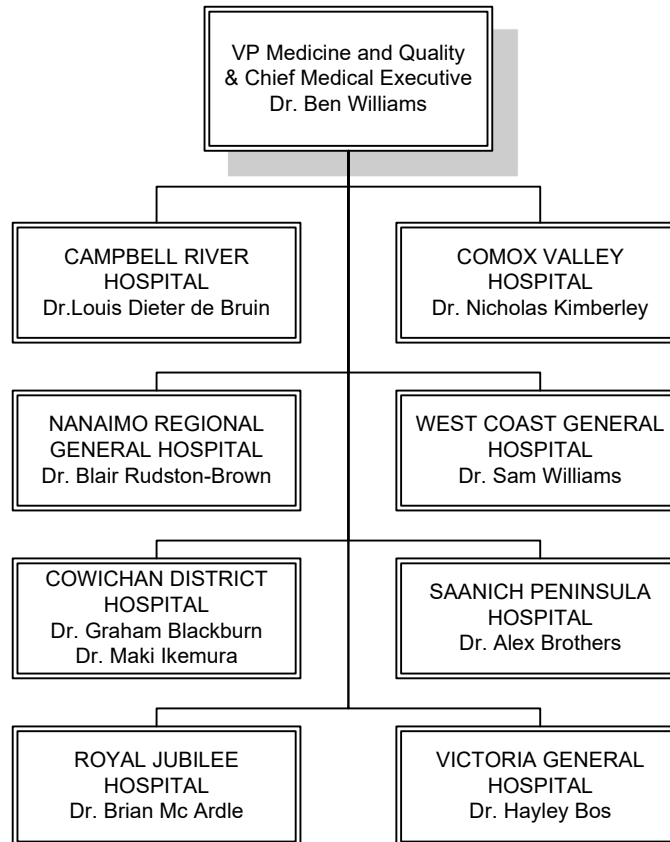 VP Medicine and Quality
& Chief Medical Executive
Dr. Ben Williams
CAMPBELL RIVER
HOSPITAL
Dr.Louis Dieter de Bruin
COMOX VALLEY
HOSPITAL
Dr. Nicholas Kimberley
NANAIMO REGIONAL
GENERAL HOSPITAL
Dr. Blair Rudston-Brown
WEST COAST GENERAL
HOSPITAL
Dr. Sam Williams
COWICHAN DISTRICT
HOSPITAL
Dr. Graham Blackburn
Dr. Maki Ikemura
SAANICH PENINSULA
HOSPITAL
Dr. Alex Brothers
ROYAL JUBILEE
HOSPITAL
Dr. Brian Mc Ardle
VICTORIA GENERAL
HOSPITAL
Dr. Hayley Bos